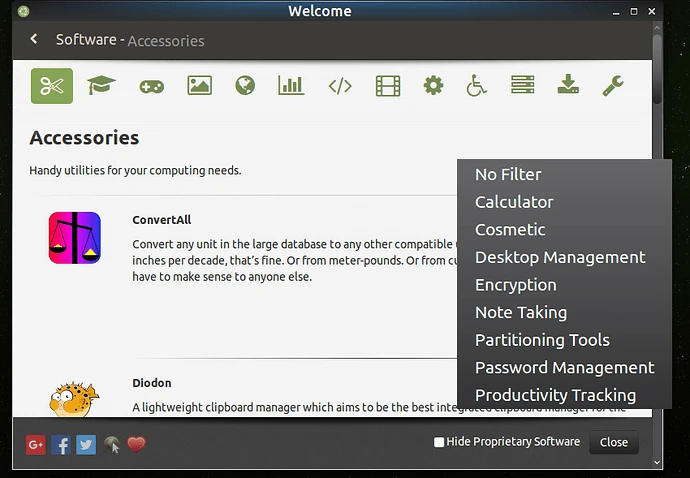 Welcome
Software - Accessories
Accessories
Handy utilities for your computing needs.
No Filter
Calculator
Cosmetic
Desktop Management
Encryption
Note Taking
Partitioning Tools
Password Management
Productivity Tracking
ConvertAll
Convert any unit in the large database to any other compatible
inches per decade, that's fine. Or from meter-pounds. Or from
have to make sense to anyone else.
Diodon
A lightweight clipboard manager which aims to be the best integrated clipboard manager for the
Hide Proprietary Software
Close